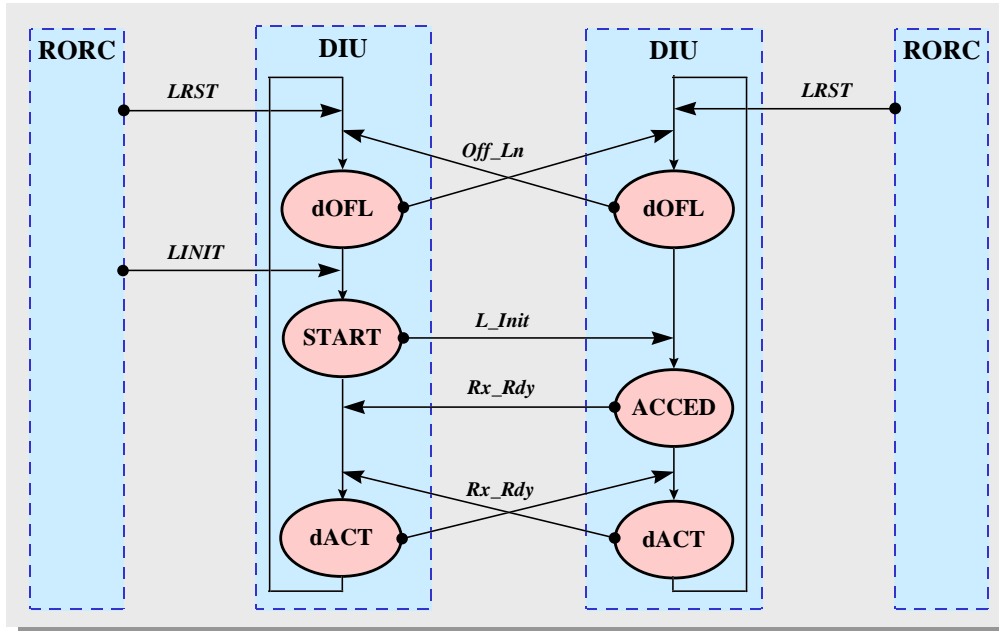 RORC
DIU
DIU
RORC
LRST
LRST
Off_Ln
dOFL
dOFL
LINIT
START
L_Init
Rx_Rdy
ACCED
Rx_Rdy
dACT
dACT